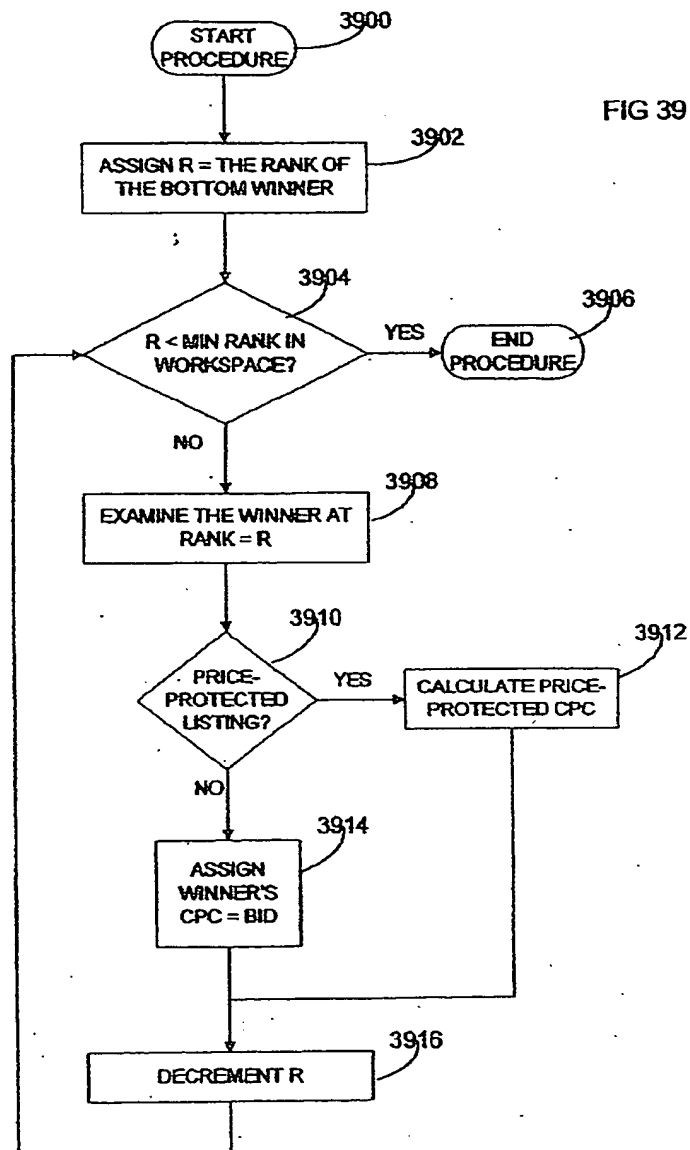 3900
START
PROCEDURE
FIG 39
3902
ASSIGN R = THE RANK OF
THE BOTTOM WINNER
3904
R < MIN RANK IN
WORKSPACE?
YES
3906
END
PROCEDURE
NO
3908
EXAMINE THE WINNER AT
RANK = R
3910
PRICE-
PROTECTED
LISTING?
YES
3912
CALCULATE PRICE-
PROTECTED CPC
NO
3914
ASSIGN
WINNER'S
CPC = BID
3916
DECREMENT R